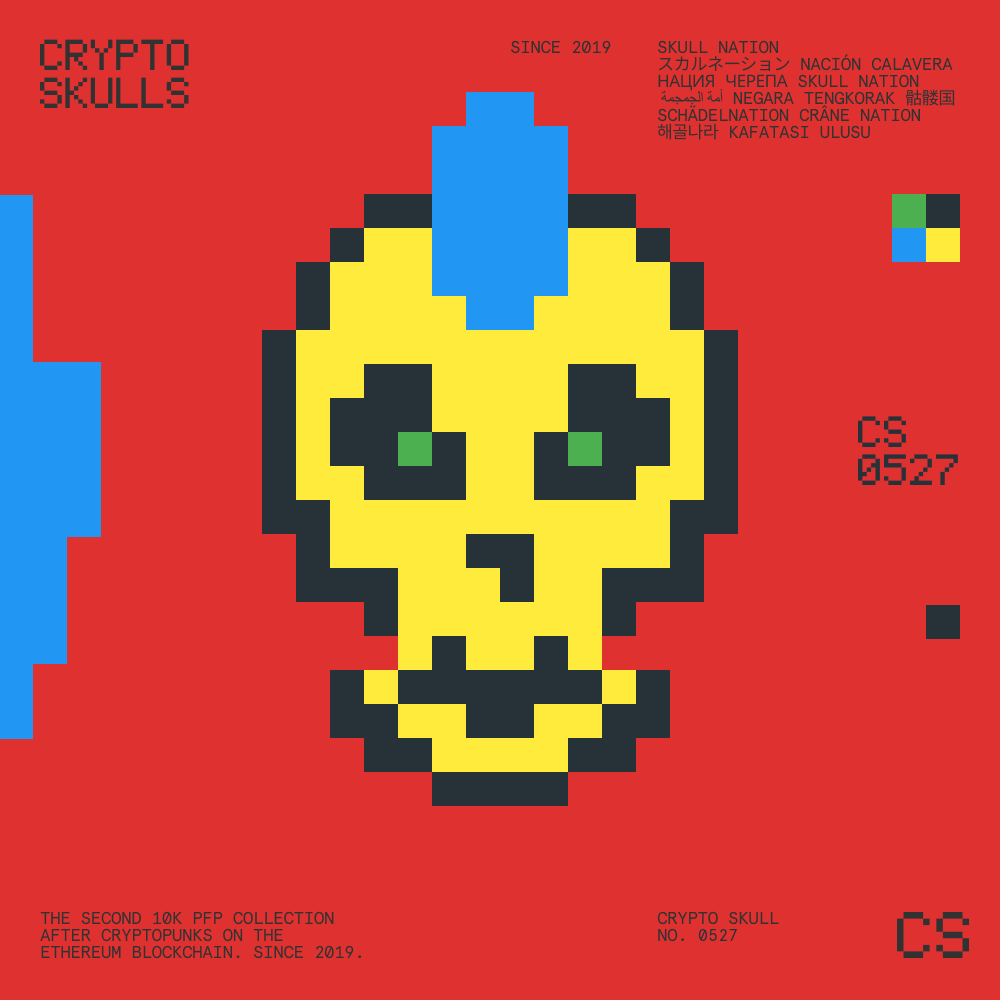 CRYPTO
SKULLS
SINCE 2019
SKULL NATION
スカルネーション NACIÓN CALAVERA
НАЦИЯ ЧЕРЕПА SKULL NATION
أمة الجمجمة NEGARA TENGKORAK 骷髅国
SCHÄDELNATION CRÂNE NATION
해골나라 KAFATASI ULUSU
CS
0527
THE SECOND 10K PFP COLLECTION
AFTER CRYPTOPUNKS ON THE
ETHEREUM BLOCKCHAIN. SINCE 2019.
CRYPTO SKULL
NO. 0527
CS